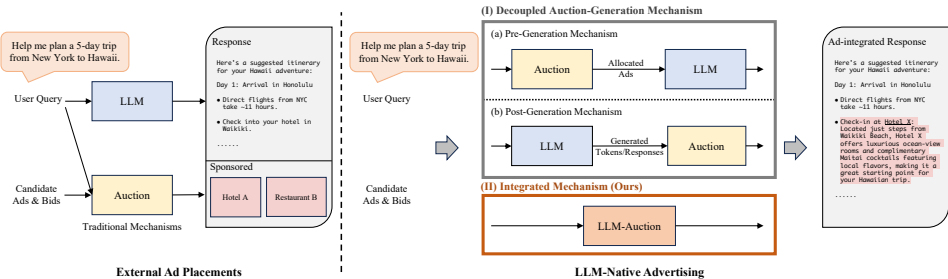 Help me plan a 5-day trip
from New York to Hawaii.
User Query
LLM
Candidate
Ads & Bids
Auction
Traditional Mechanisms
Response
Here's a suggested itinerary
for your Hawaii adventure:
Day 1: Arrival in Honolulu
• Direct flights from NYC
take ~11 hours.
• Check into your hotel in
Waikiki.
......
Sponsored
Hotel A
Restaurant B
External Ad Placements
Help me plan a 5-day trip
from New York to Hawaii.
User Query
Candidate
Ads & Bids
(I) Decoupled Auction-Generation Mechanism
(a) Pre-Generation Mechanism
Auction
Allocated
Ads
LLM
(b) Post-Generation Mechanism
LLM
Generated
Tokens/Responses
Auction
(II) Integrated Mechanism (Ours)
LLM-Auction
Ad-integrated Response
Here's a suggested itinerary
for your Hawaii adventure:
Day 1: Arrival in Honolulu
• Direct flights from NYC
take ~11 hours.
• Check-in at Hotel X:
Located just steps from
Waikiki Beach, Hotel X
offers luxurious ocean-view
rooms and complimentary
Maitai cocktails featuring
local flavors, making it a
great starting point for
your Hawaiian trip.
......
LLM-Native Advertising